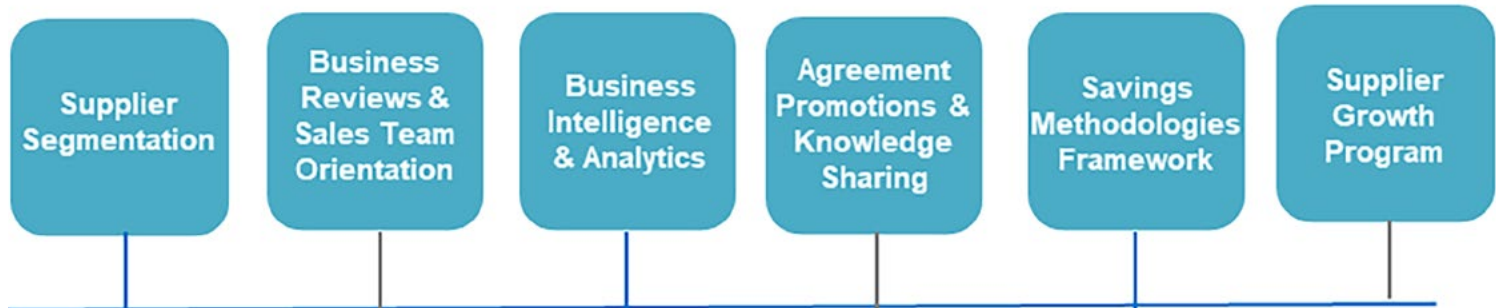 Supplier
Segmentation
Business
Reviews &
Sales Team
Orientation
Business
Intelligence
& Analytics
Agreement
Promotions &
Knowledge
Sharing
Savings
Methodologies
Framework
Supplier
Growth
Program